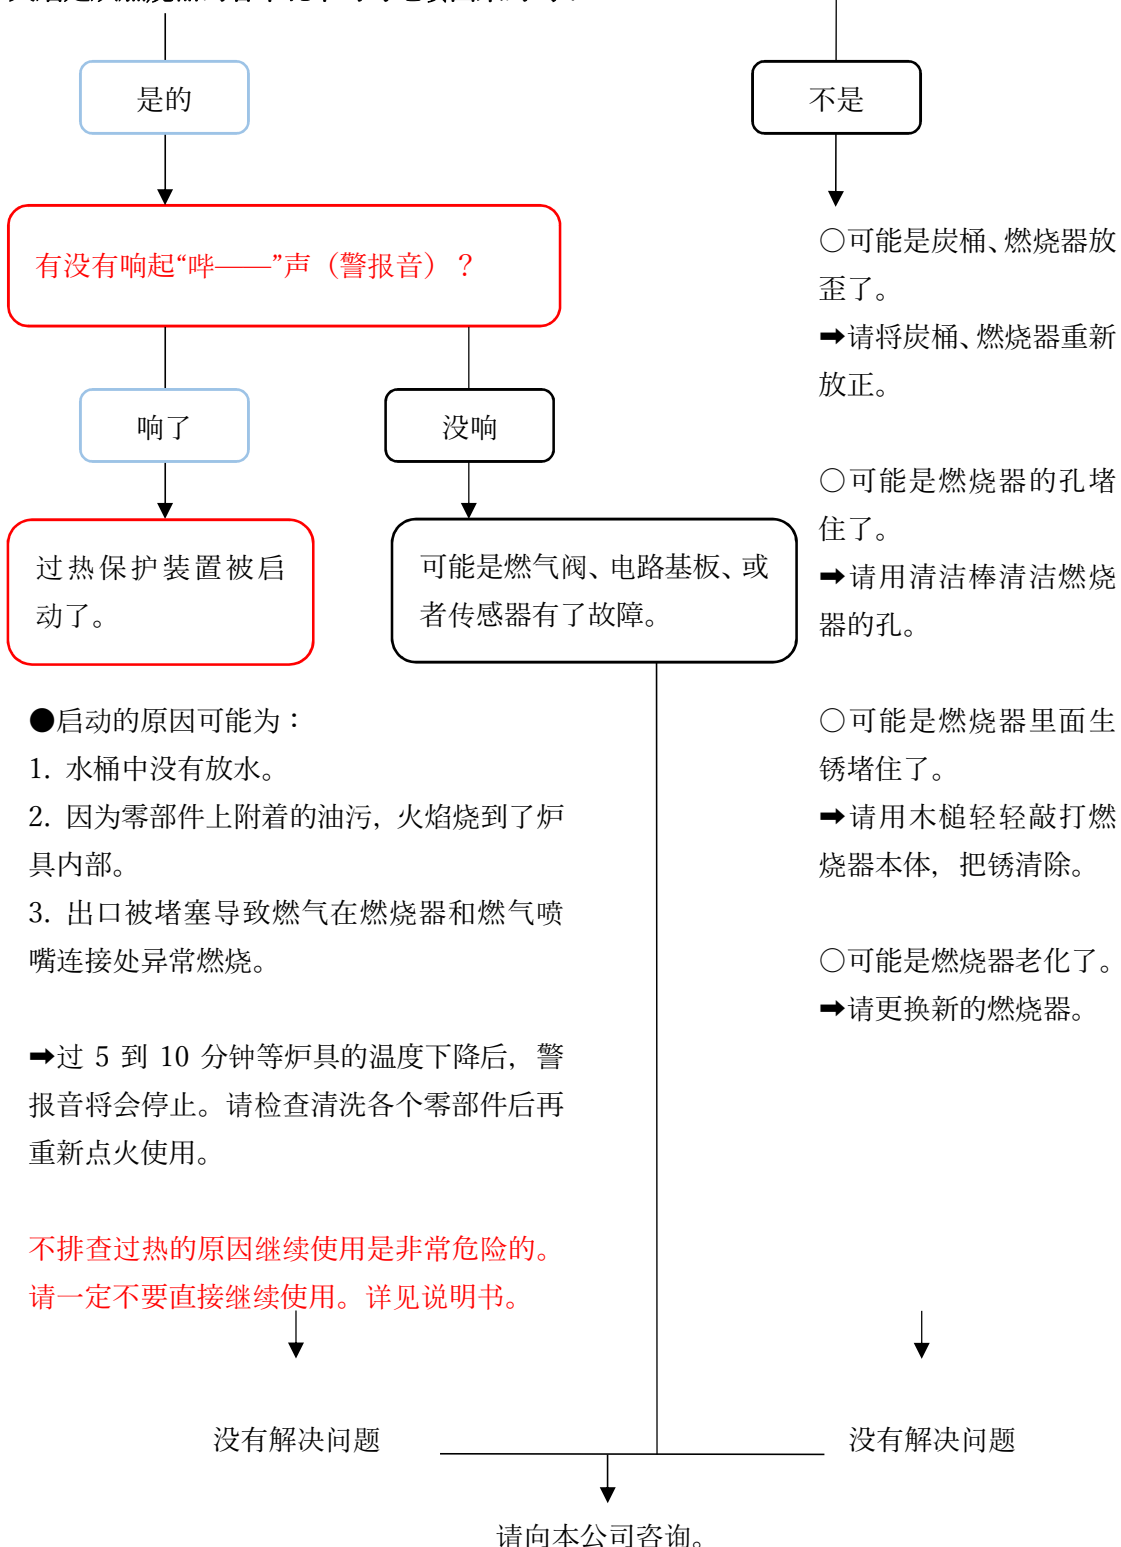 是的
不是
有没有响起“哔——”声（警报音）？
响了
没响
过热保护装置被启
动了。
可能是燃气阀、电路基板、或
者传感器有了故障。
●启动的原因可能为：
1. 水桶中没有放水。
2. 因为零部件上附着的油污，火焰烧到了炉
具内部。
3. 出口被堵塞导致燃气在燃烧器和燃气喷
嘴连接处异常燃烧。
➡过 5 到 10 分钟等炉具的温度下降后，警
报音将会停止。请检查清洗各个零部件后再
重新点火使用。
不排查过热的原因继续使用是非常危险的。
请一定不要直接继续使用。详见说明书。
没有解决问题
○可能是炭桶、燃烧器放
歪了。
➡请将炭桶、燃烧器重新
放正。
○可能是燃烧器的孔堵
住了。
➡请用清洁棒清洁燃烧
器的孔。
○可能是燃烧器里面生
锈堵住了。
➡请用木槌轻轻敲打燃
烧器本体，把锈清除。
○可能是燃烧器老化了。
➡请更换新的燃烧器。
没有解决问题
请向本公司咨询。